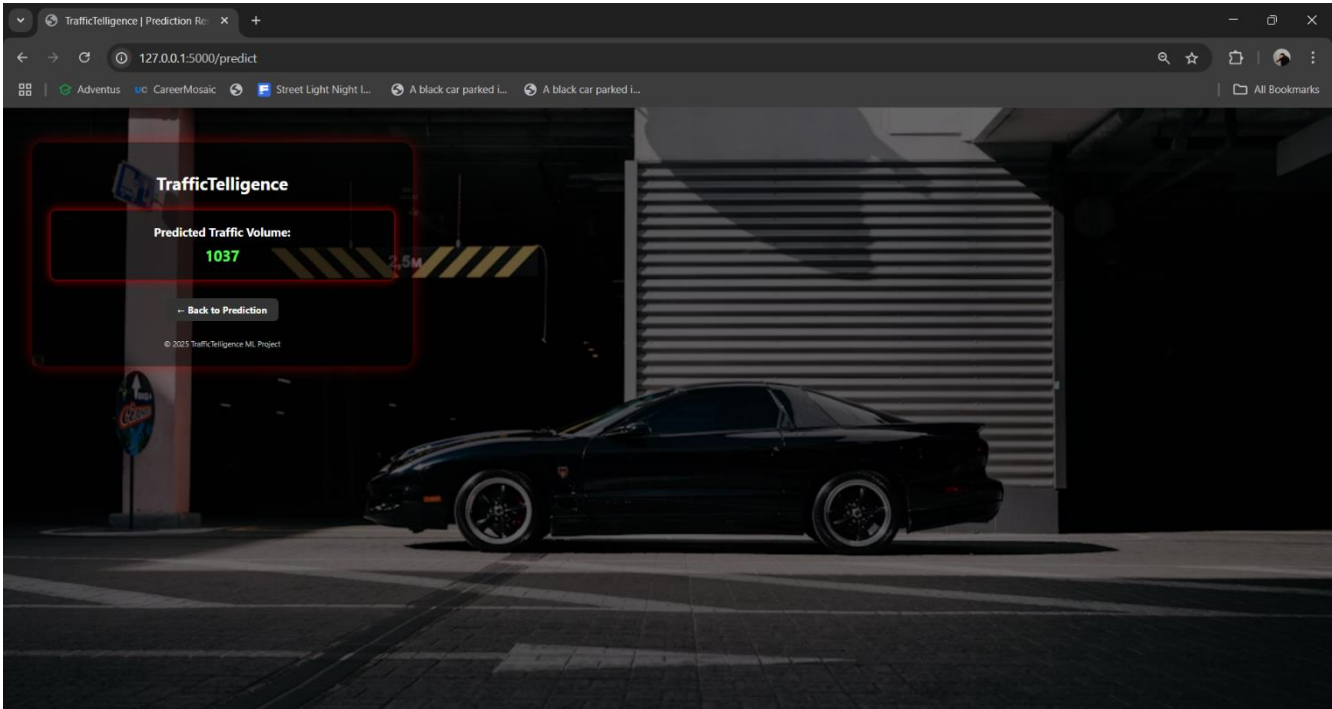 TrafficTelligence | Prediction Re
127.0.0.1:5000/predict
Adventus
UC CareerMosaic
Street Light Night I...
A black car parked i...
A black car parked i...
All Bookmarks
TrafficTelligence
Predicted Traffic Volume:
1037
2,5м
← Back to Prediction
© 2025 TrafficTelligence ML Project